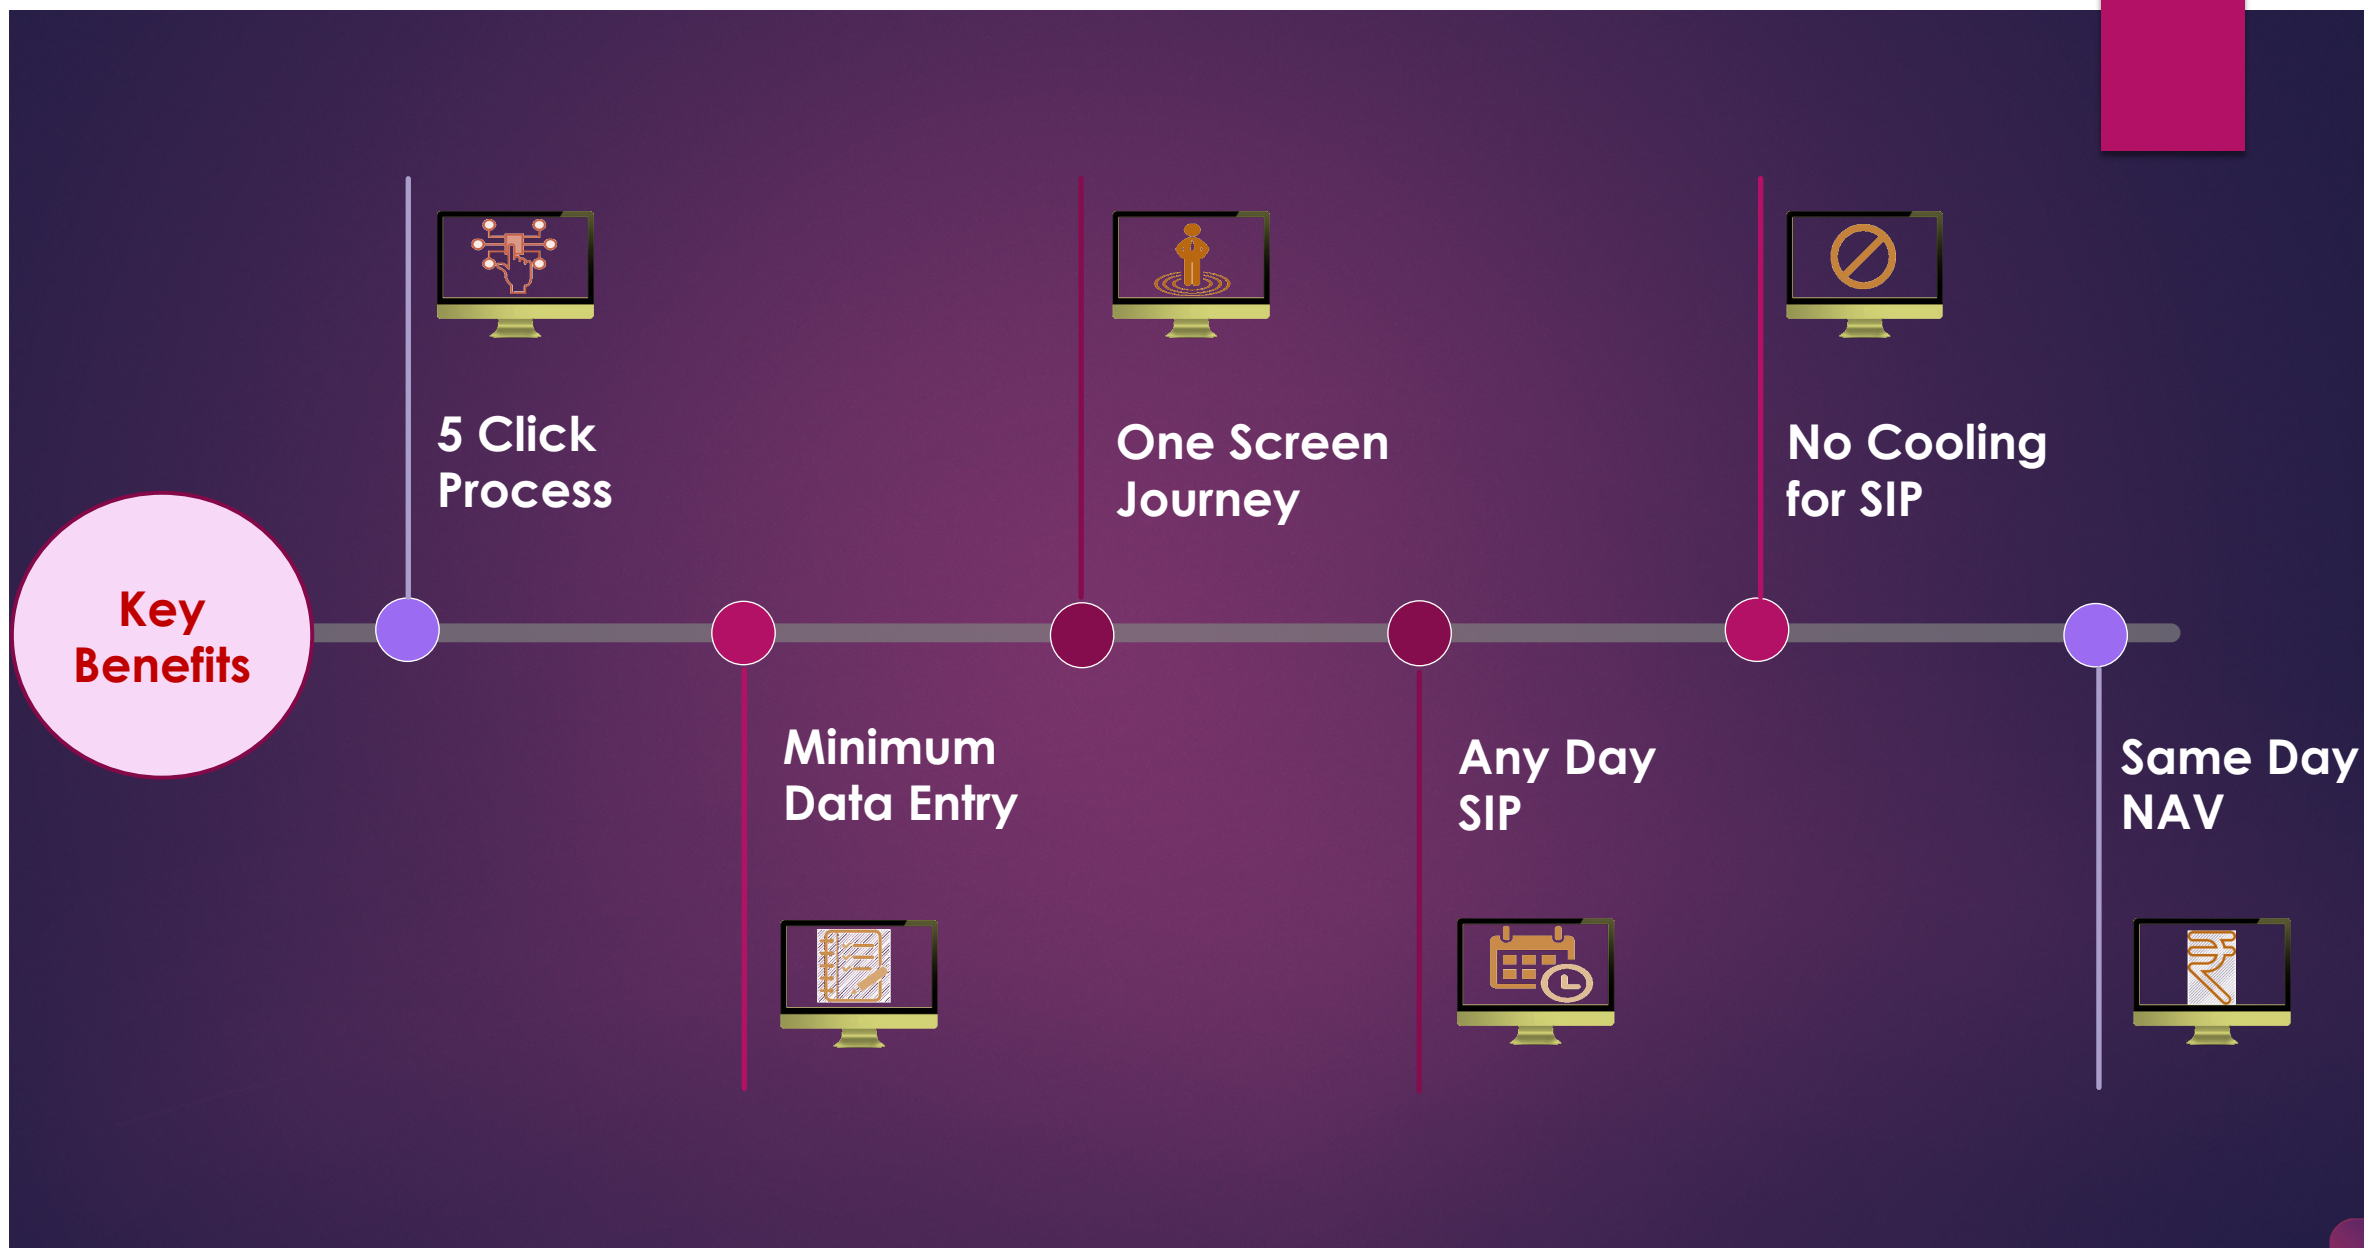 Key
Benefits
5 Click
Process
Minimum
Data Entry
One Screen
Journey
Any Day
SIP
No Cooling
for SIP
Same Day
NAV